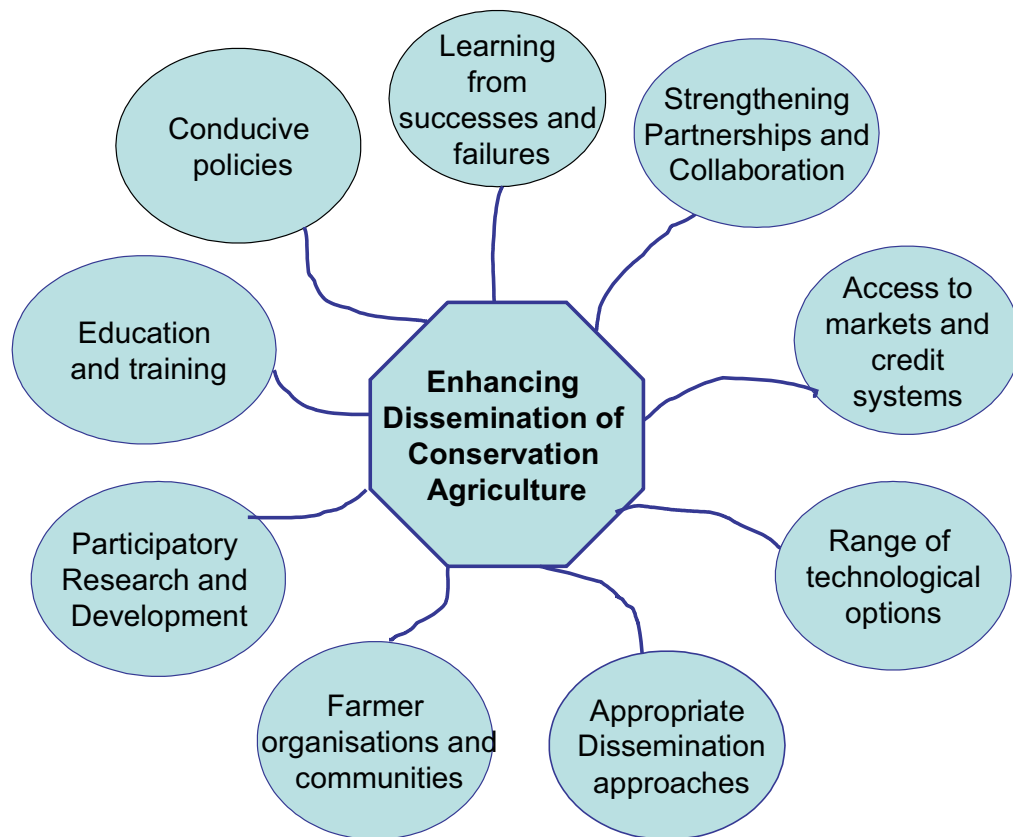 Learning
from
successes and
failures
Strengthening
Partnerships and
Collaboration
Access to
markets and
credit
systems
Range of
technological
options
Appropriate
Dissemination
approaches
Farmer
organisations and
communities
Participatory
Research and
Development
Education
and training
Conducive
policies
Enhancing
Dissemination of
Conservation
Agriculture